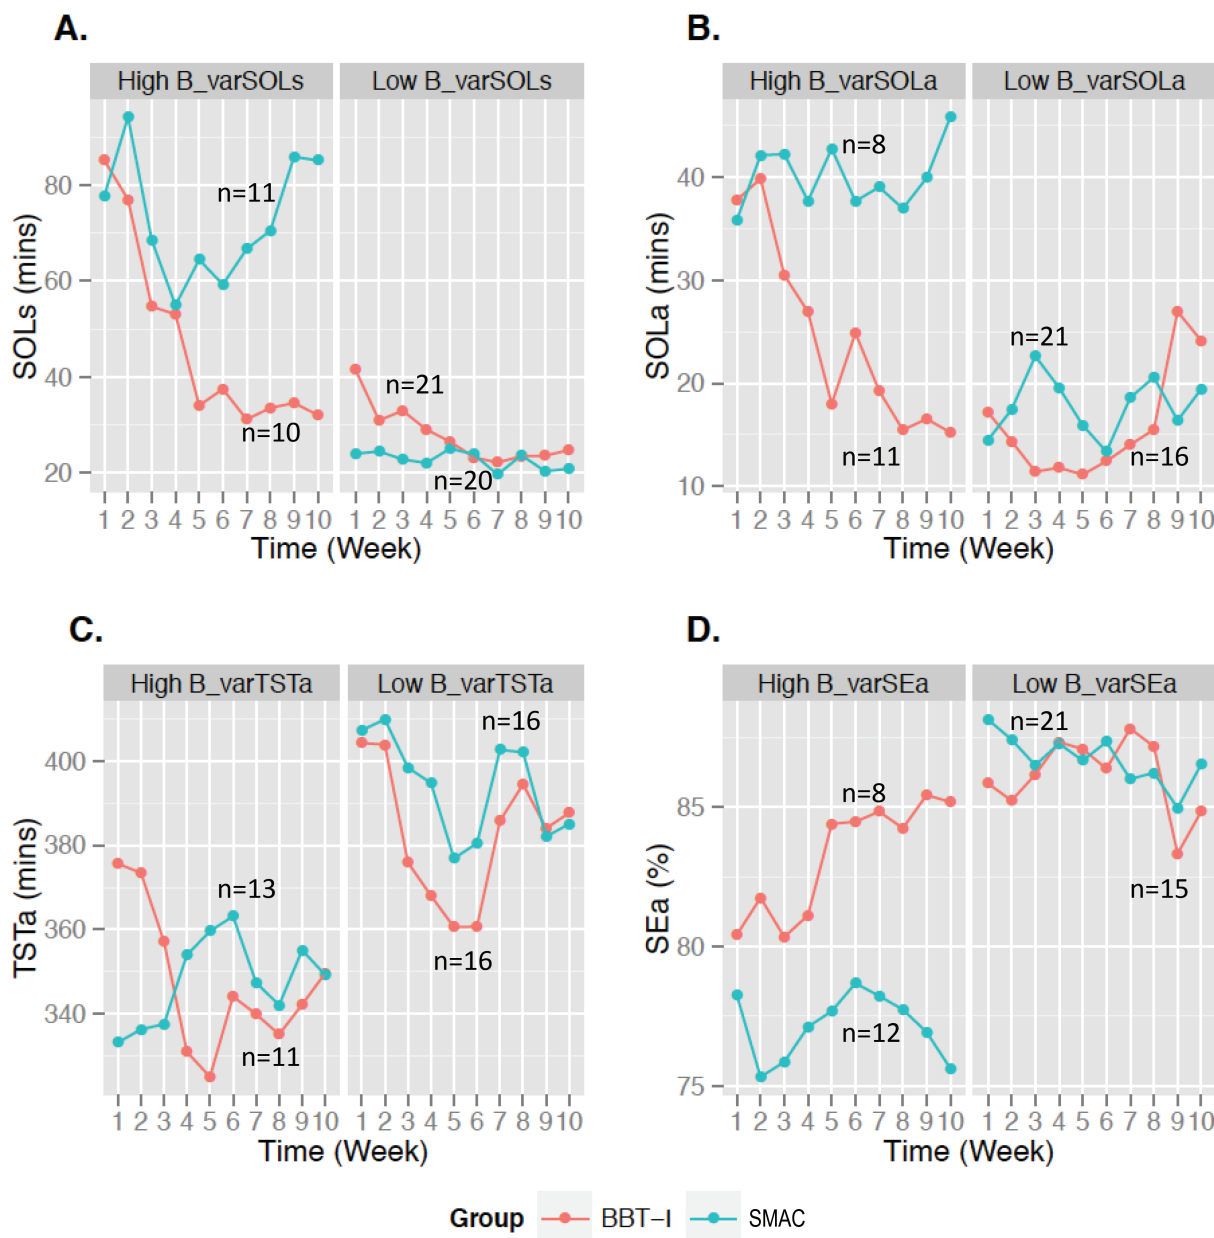 A.
High B_varSOLs Low B_varSOLs
SOLs (mins)
80
60
40
20
n=11
n=10
n=21
n=20
1 2 3 4 5 6 7 8 9 10 1 2 3 4 5 6 7 8 9 10
Time (Week)
B.
High B_varSOLa Low B_varSOLa
SOLa (mins)
40
30
20
10
n=8
n=11
n=21
n=16
1 2 3 4 5 6 7 8 9 10 1 2 3 4 5 6 7 8 9 10
Time (Week)
C.
High B_varTSTa Low B_varTSTa
TSTa (mins)
400
380
360
340
n=13
n=11
n=16
n=16
1 2 3 4 5 6 7 8 9 10 1 2 3 4 5 6 7 8 9 10
Time (Week)
D.
High B_varSEa Low B_varSEa
SEa (%)
85
80
75
n=8
n=12
n=21
n=15
1 2 3 4 5 6 7 8 9 10 1 2 3 4 5 6 7 8 9 10
Time (Week)
Group BBT-I SMAC